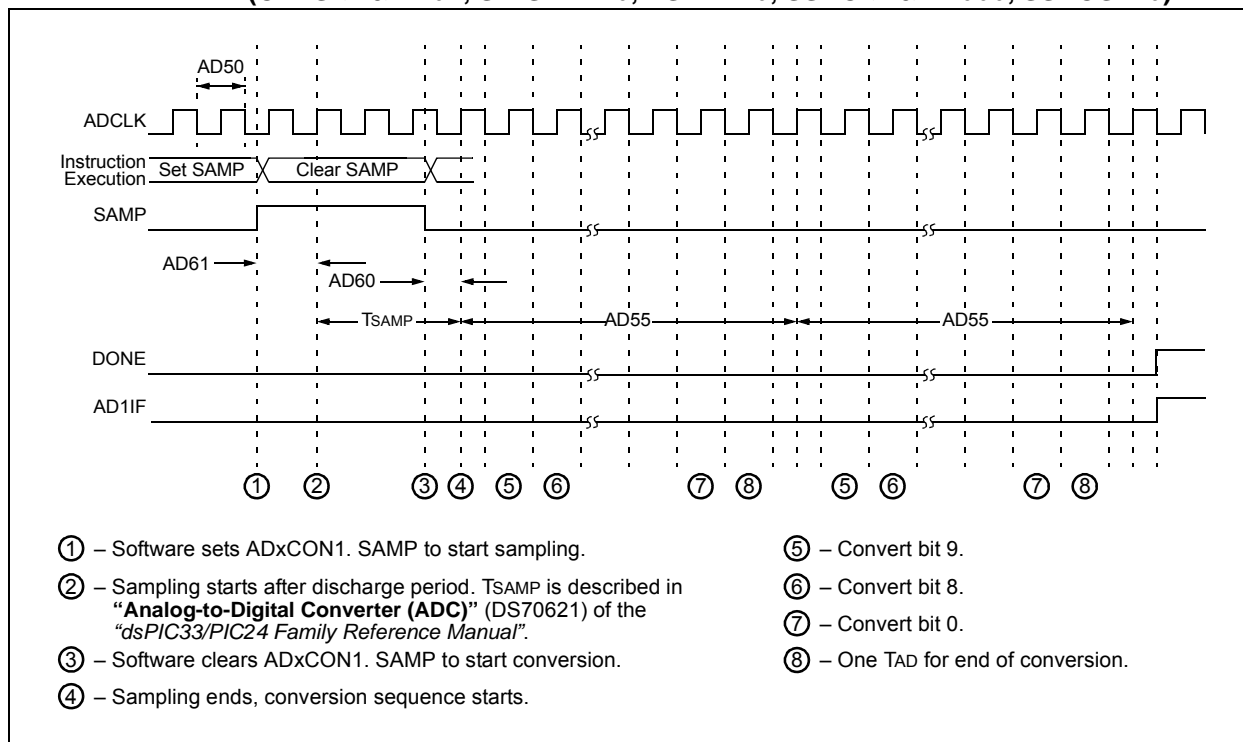 AD50
ADCLK
Instruction
Execution
Set SAMP
Clear SAMP
SAMP
AD61
AD60
TSAMP
AD55
AD55
DONE
AD1IF
1 2 3 4 5 6 7 8 5 6 7 8
① – Software sets ADxCON1. SAMP to start sampling.
② – Sampling starts after discharge period. TSAMP is described in
“Analog-to-Digital Converter (ADC)” (DS70621) of the
“dsPIC33/PIC24 Family Reference Manual”.
③ – Software clears ADxCON1. SAMP to start conversion.
④ – Sampling ends, conversion sequence starts.
⑤ – Convert bit 9.
⑥ – Convert bit 8.
⑦ – Convert bit 0.
⑧ – One TAD for end of conversion.